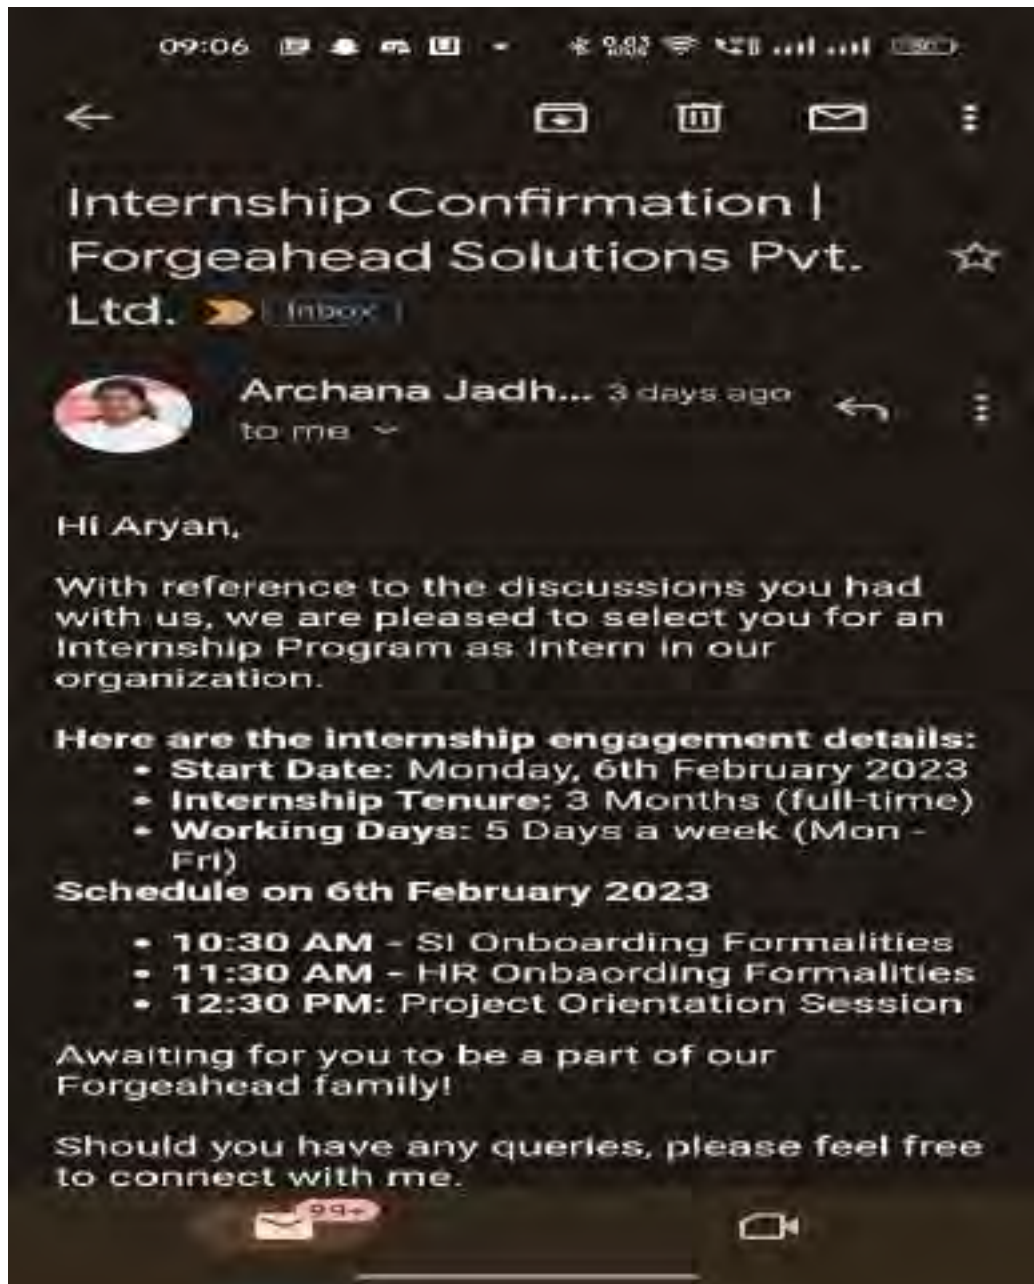 09:06
Internship Confirmation |
Forgeahead Solutions Pvt.
Ltd. Inbox
Archana Jadh... 3 days ago
to me
Hi Aryan,
With reference to the discussions you had
with us, we are pleased to select you for an
Internship Program as Intern in our
organization.
Here are the internship engagement details:
• Start Date: Monday, 6th February 2023
• Internship Tenure: 3 Months (full-time)
• Working Days: 5 Days a week (Mon -
Fri)
Schedule on 6th February 2023
• 10:30 AM - SI Onboarding Formalities
• 11:30 AM - HR Onbaording Formalities
• 12:30 PM: Project Orientation Session
Awaiting for you to be a part of our
Forgeahead family!
Should you have any queries, please feel free
to connect with me.
99+